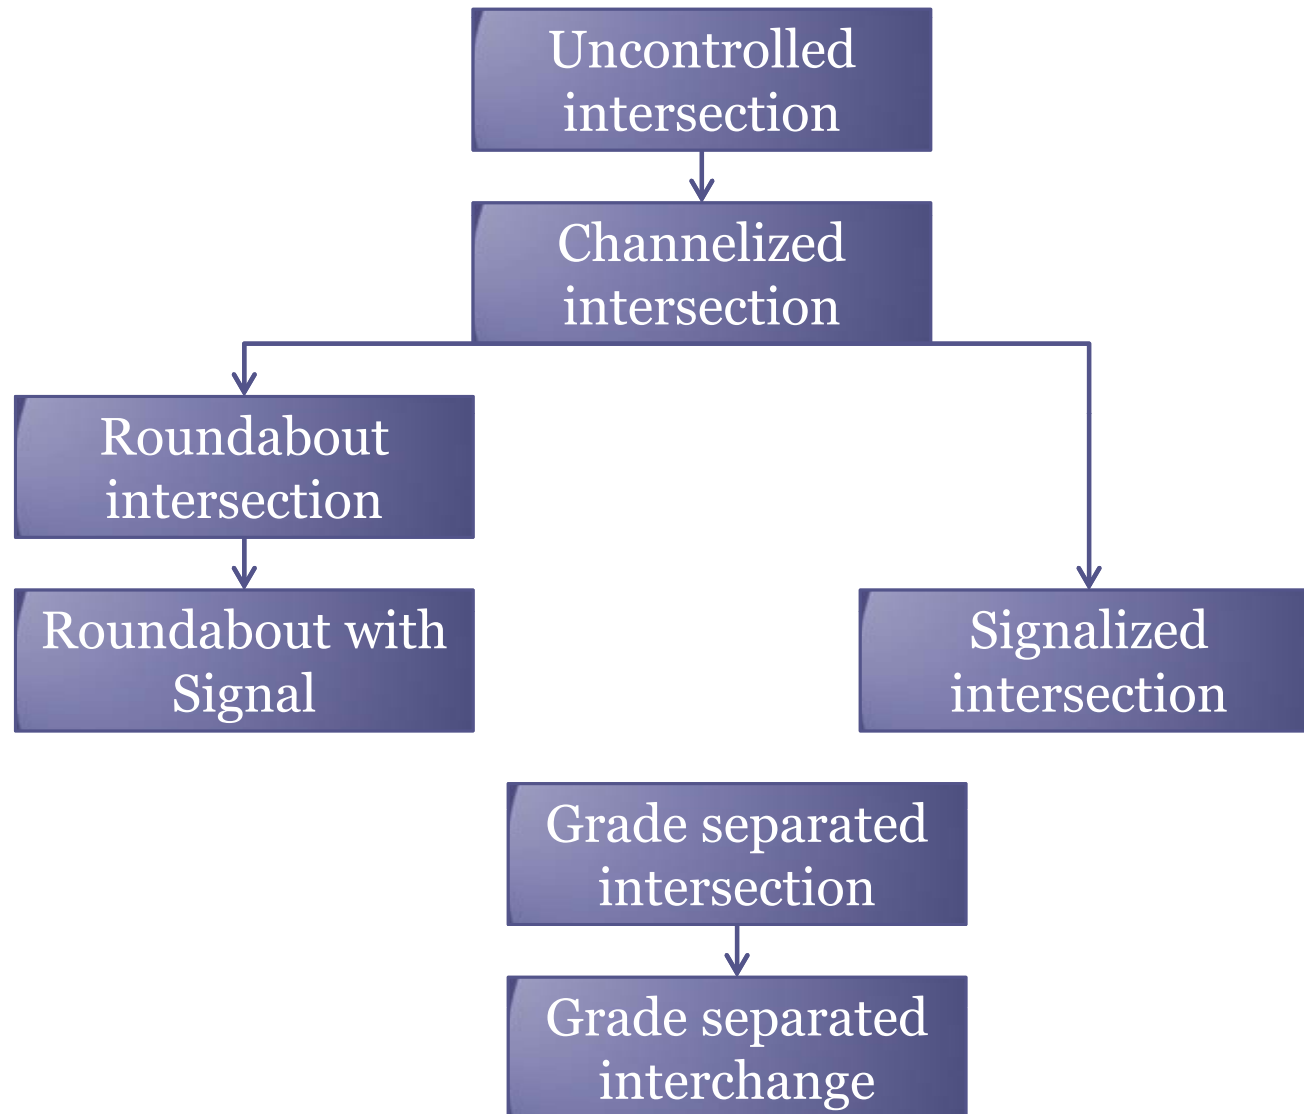 Uncontrolled
intersection
Channelized
intersection
Roundabout
intersection
Roundabout with
Signal
Signalized
intersection
Grade separated
intersection
Grade separated
interchange